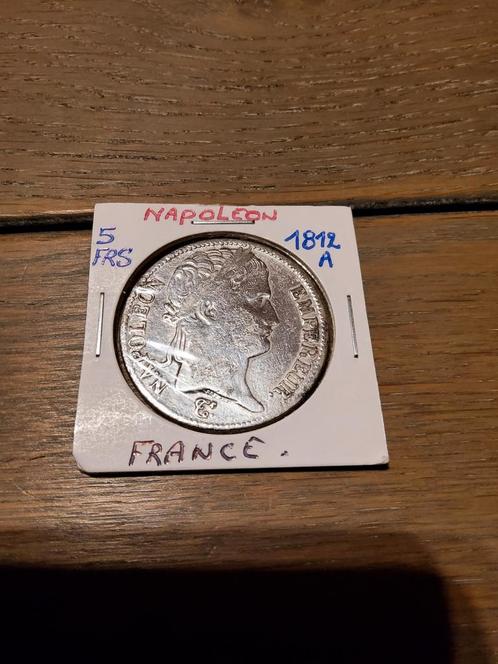 NAPOLEON
5
FRS
1812
A
NAPOLEON EMPEREUR.
FRANCE.